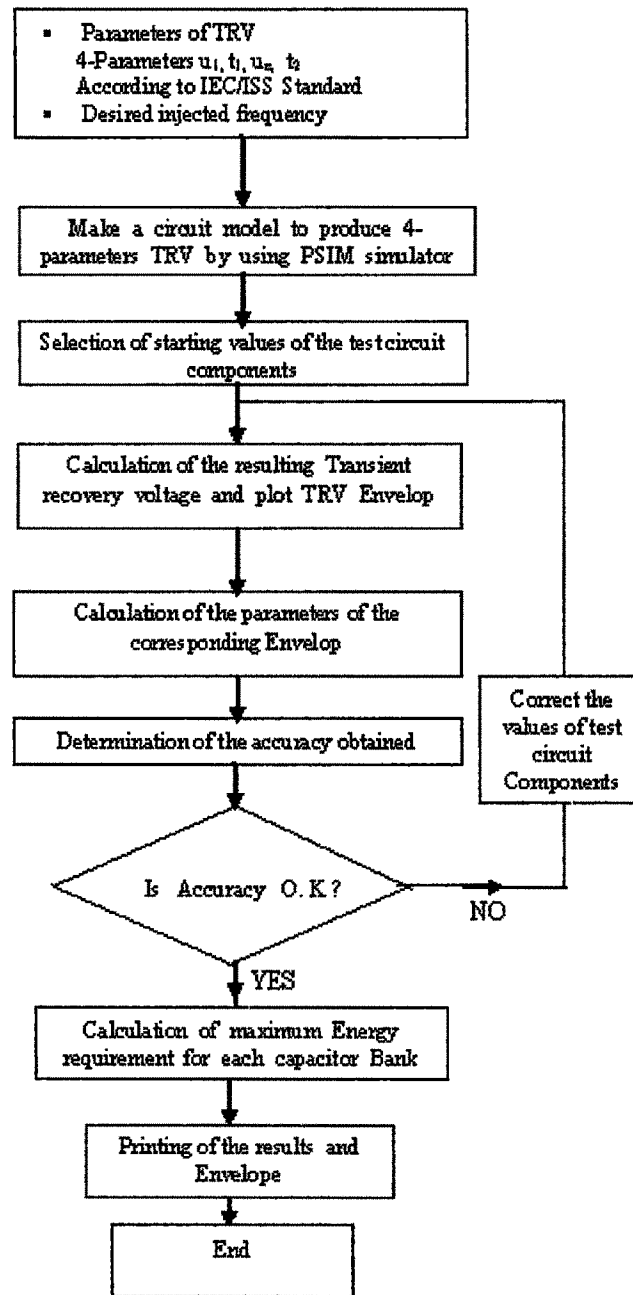 ▪ Parameters of TRV
4-Parameters u₁, t₁, uc, t₂
According to IEC/ISS Standard
▪ Desired injected frequency
Make a circuit model to produce 4-
parameters TRV by using PSIM simulator
Selection of starting values of the test circuit
components
Calculation of the resulting Transient
recovery voltage and plot TRV Envelop
Calculation of the parameters of the
corresponding Envelop
Determination of the accuracy obtained
Correct the
values of test
circuit
Components
Is Accuracy O.K?
NO
YES
Calculation of maximum Energy
requirement for each capacitor Bank
Printing of the results and
Envelope
End